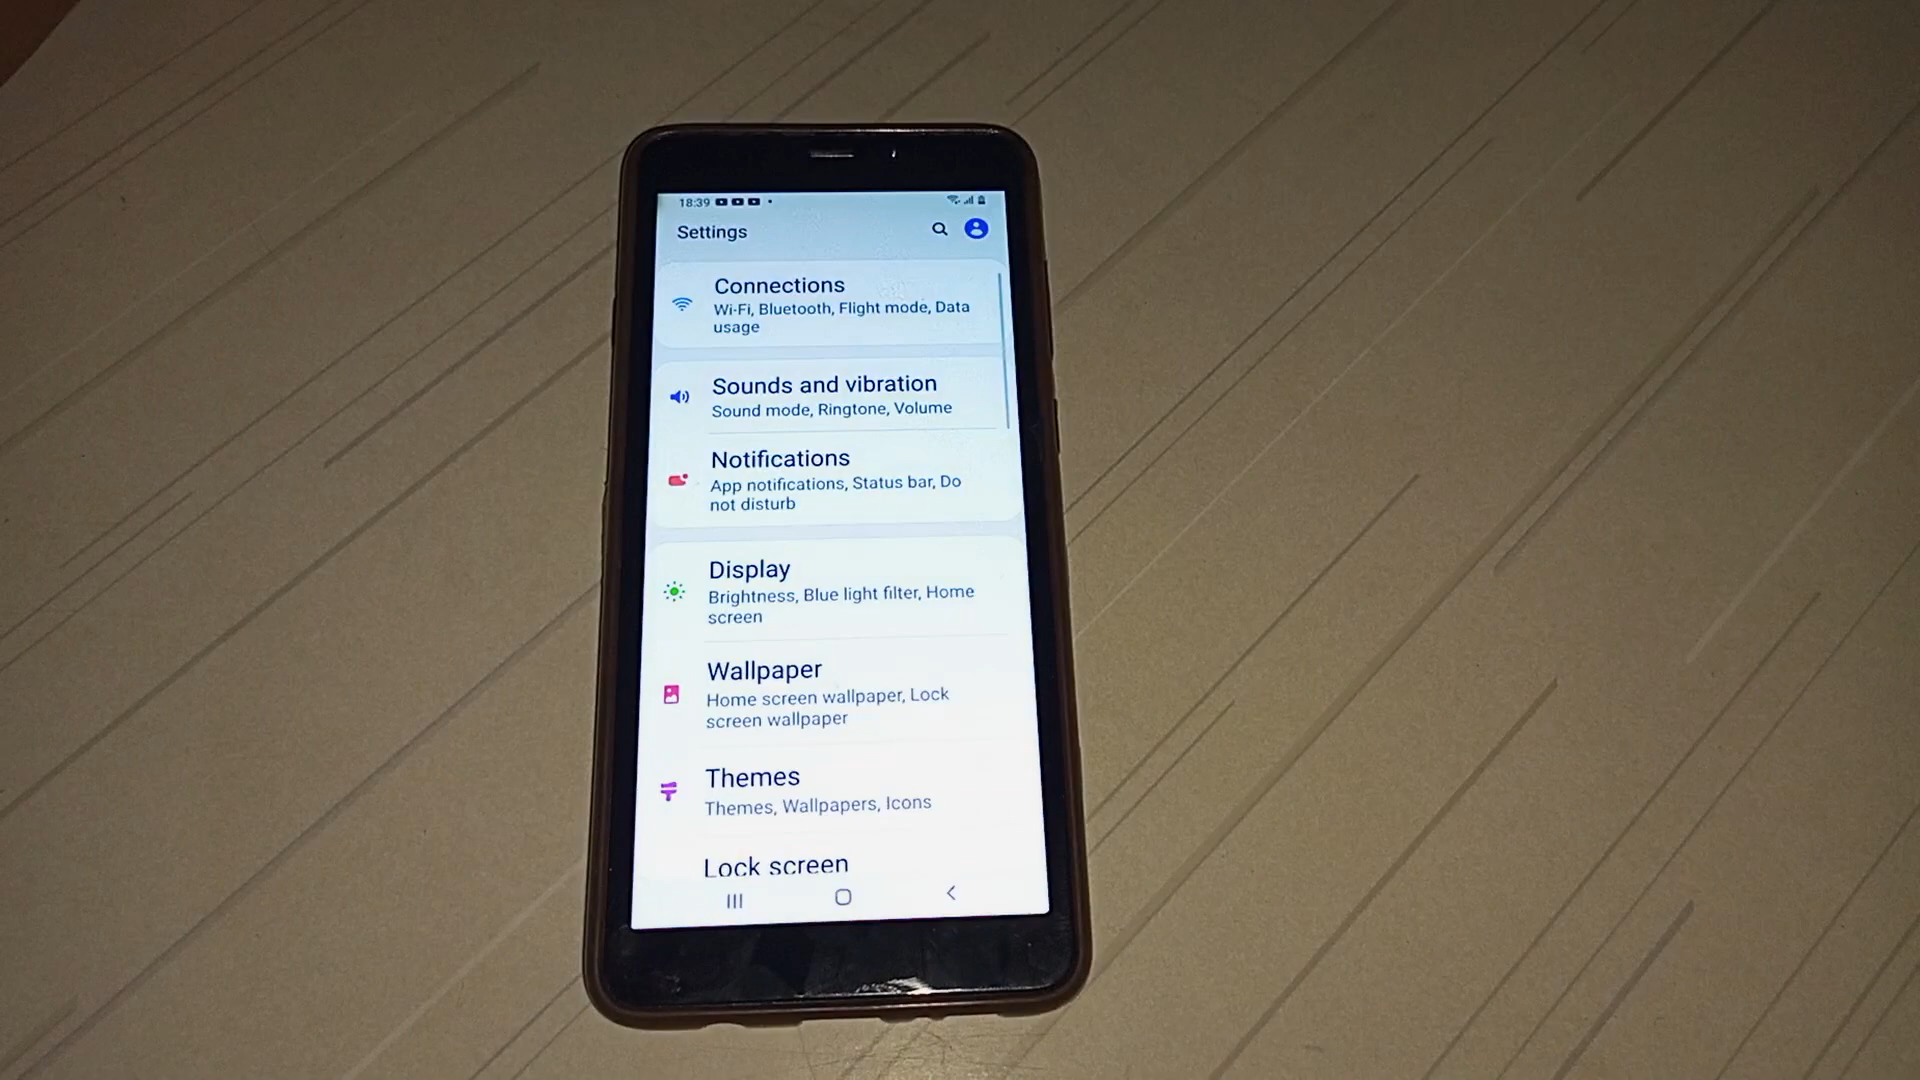 18:39
Settings
Connections
Wi-Fi, Bluetooth, Flight mode, Data
usage
Sounds and vibration
Sound mode, Ringtone, Volume
Notifications
App notifications, Status bar, Do
not disturb
Display
Brightness, Blue light filter, Home
screen
Wallpaper
Home screen wallpaper, Lock
screen wallpaper
Themes
Themes, Wallpapers, Icons
Lock screen